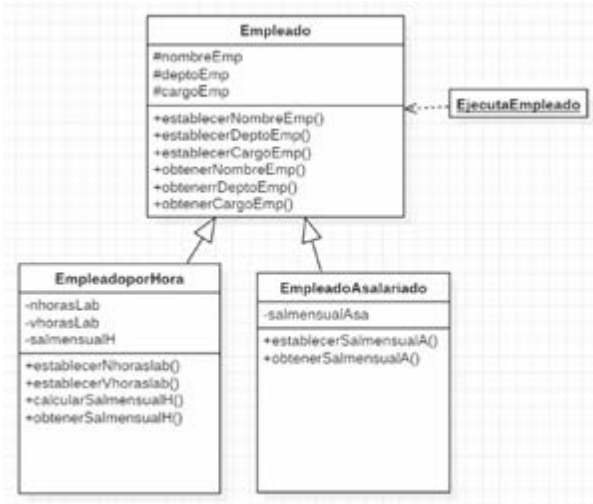 Empleado
#nombreEmp
#deptoEmp
#cargoEmp
+establecerNombreEmp()
+establecerDeptoEmp()
+establecerCargoEmp()
+obtenerNombreEmp()
+obtenerrDeptoEmp()
+obtenerCargoEmp()
EjecutaEmpleado
EmpleadoporHora
-nhorasLab
-vhorasLab
-salmensualH
+establecerNhoraslab()
+establecerVhoraslab()
+calcularSalmensualH()
+obtenerSalmensualH()
EmpleadoAsalariado
-salmensualAsa
+establecerSalmensualA()
+obtenerSalmensualA()